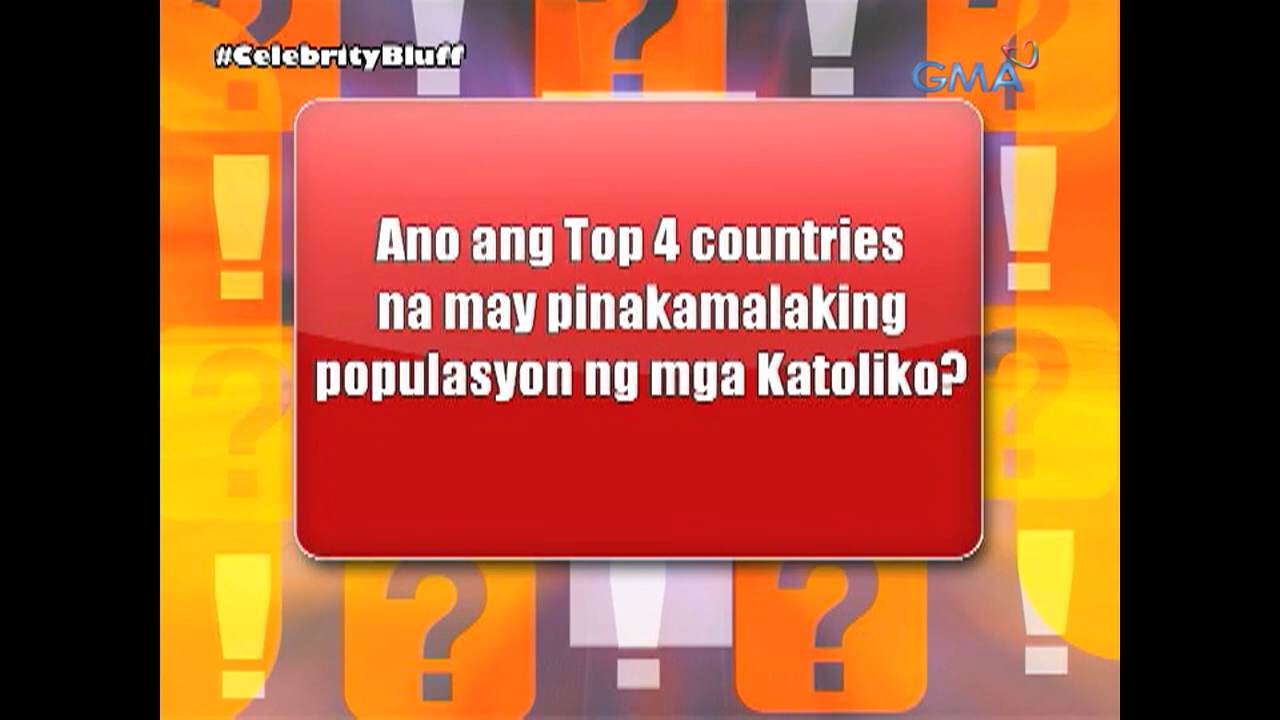 #CelebrityBluff
GMA
Ano ang Top 4 countries
na may pinakamalaking
populasyon ng mga Katoliko?